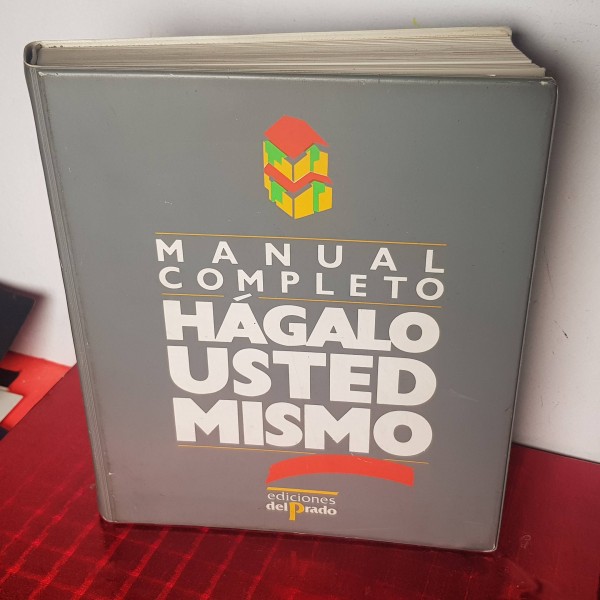 MANUAL
COMPLETO
HÁGALO
USTED
MISMO
ediciones
del Prado